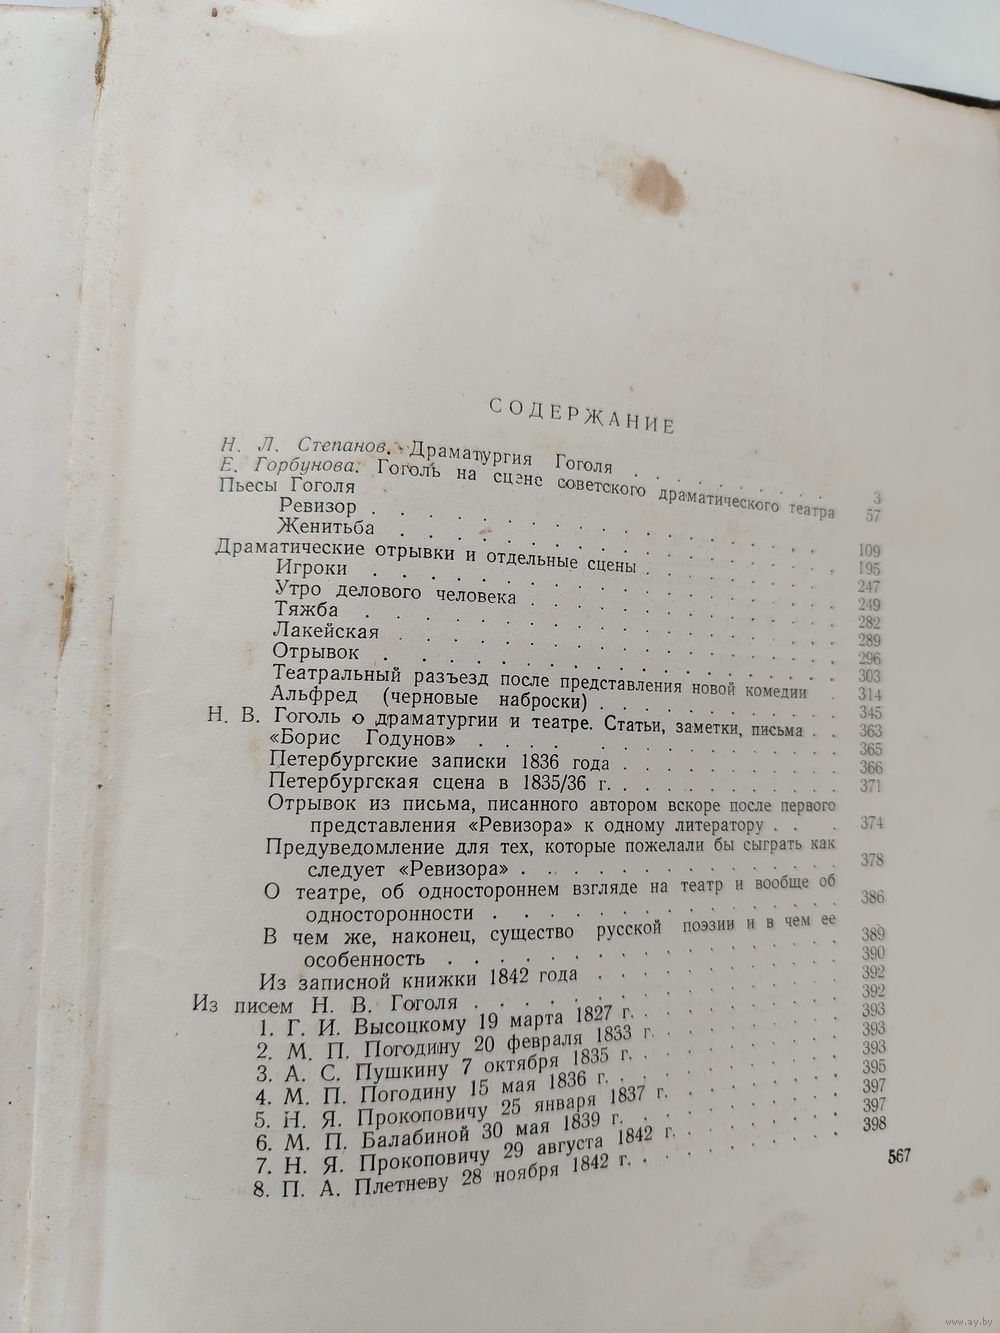 СОДЕРЖАНИЕ
Н. Л. Степанов. Драматургия Гоголя . . . . . . 3
Е. Горбунова. Гоголь на сцене советского драматического театра 57
Пьесы Гоголя
Ревизор . . . . . . 109
Женитьба . . . . . . 195
Драматические отрывки и отдельные сцены . . . . . . 247
Игроки . . . . . . 249
Утро делового человека . . . . . . 282
Тяжба . . . . . . 289
Лакейская . . . . . . 296
Отрывок . . . . . . 303
Театральный разъезд после представления новой комедии . 314
Альфред (черновые наброски) . . . . . . 345
Н. В. Гоголь о драматургии и театре. Статьи, заметки, письма . . 363
«Борис Годунов» . . . . . . 365
Петербургские записки 1836 года . . . . . . 366
Петербургская сцена в 1835/36 г. . . . . . . 371
Отрывок из письма, писанного автором вскоре после первого
представления «Ревизора» к одному литератору . . . 374
Предуведомление для тех, которые пожелали бы сыграть как
следует «Ревизора» . . . . . . 378
О театре, об одностороннем взгляде на театр и вообще об
односторонности . . . . . . 386
В чем же, наконец, существо русской поэзии и в чем ее
особенность . . . . . . 389
Из записной книжки 1842 года . . . . . . 390
Из писем Н. В. Гоголя . . . . . . 392
1. Г. И. Высоцкому 19 марта 1827 г. . . . . . . 392
2. М. П. Погодину 20 февраля 1833 г. . . . . . . 393
3. А. С. Пушкину 7 октября 1835 г. . . . . . . 393
4. М. П. Погодину 15 мая 1836 г. . . . . . . 393
5. Н. Я. Прокоповичу 25 января 1837 г. . . . . . . 395
6. М. П. Балабиной 30 мая 1839 г. . . . . . . 397
7. Н. Я. Прокоповичу 29 августа 1842 г. . . . . . . 397
8. П. А. Плетневу 28 ноября 1842 г. . . . . . . 398
567
www.ay.by